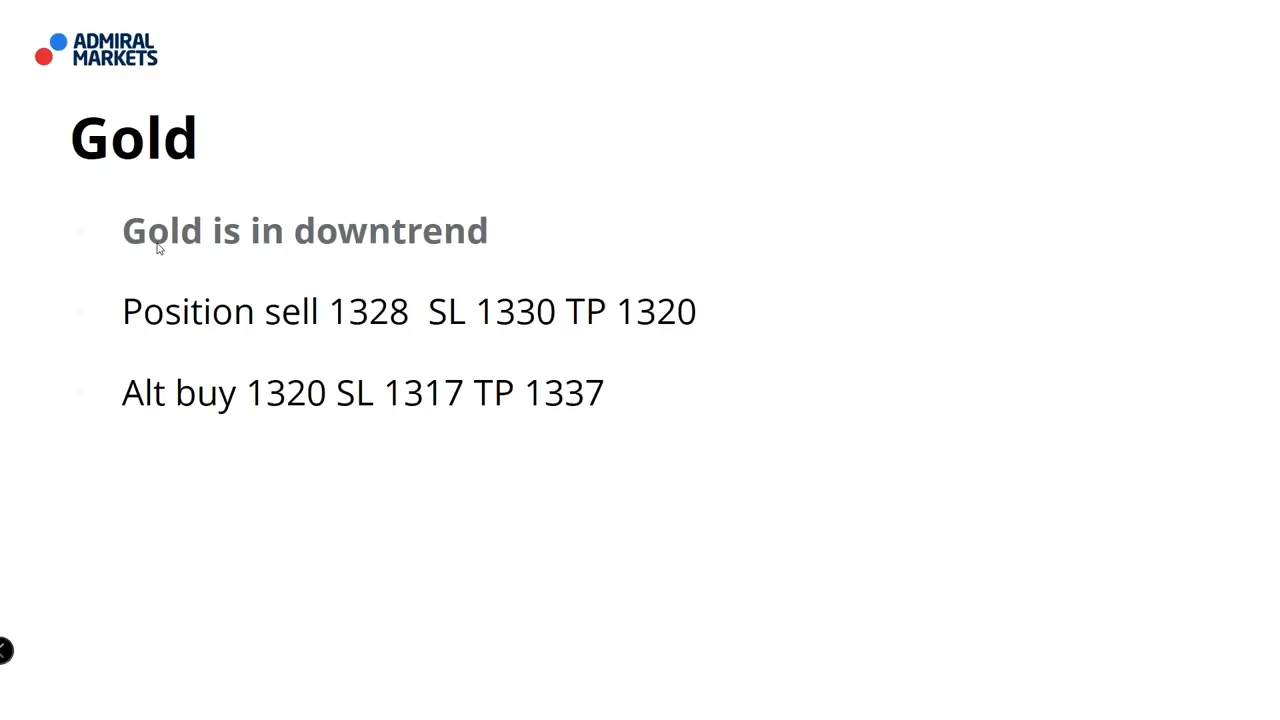 ADMIRAL
MARKETS
Gold
Gold is in downtrend
Position sell 1328  SL 1330 TP 1320
Alt buy 1320 SL 1317 TP 1337